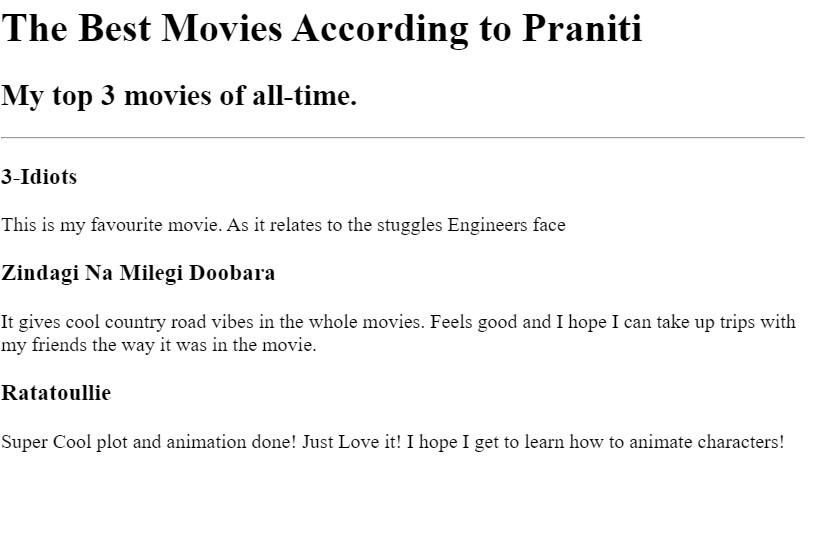 The Best Movies According to Praniti
My top 3 movies of all-time.
3-Idiots
This is my favourite movie. As it relates to the stuggles Engineers face
Zindagi Na Milegi Doobara
It gives cool country road vibes in the whole movies. Feels good and I hope I can take up trips with
my friends the way it was in the movie.
Ratatoullie
Super Cool plot and animation done! Just Love it! I hope I get to learn how to animate characters!